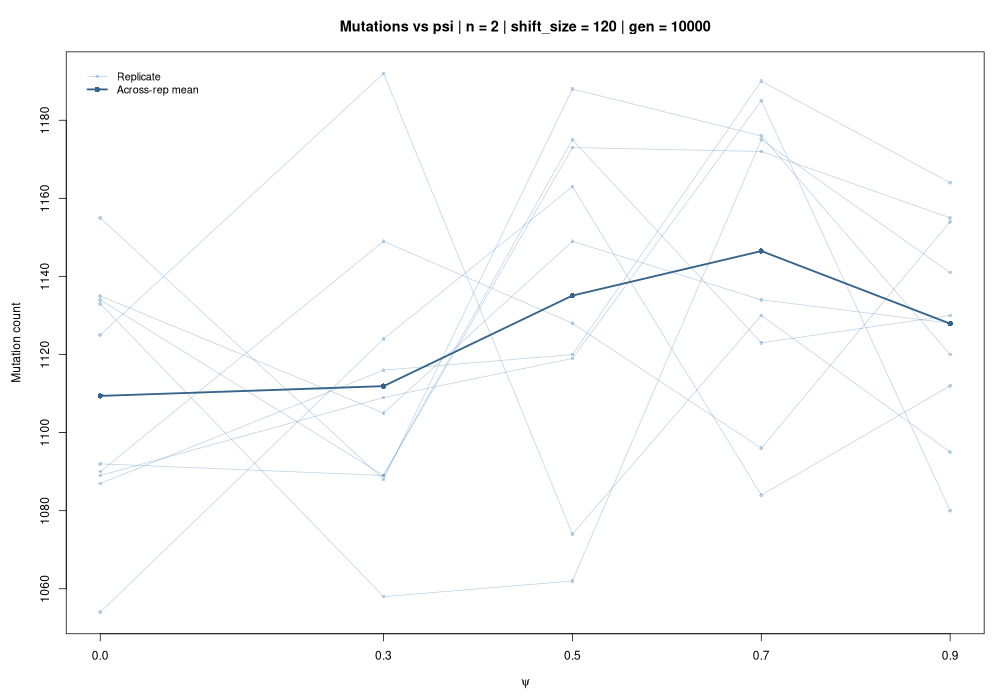 Mutations vs psi | n = 2 | shift_size = 120 | gen = 10000
Replicate
Across-rep mean
Mutation count
1180
1160
1140
1120
1100
1080
1060
0.0
0.3
0.5
0.7
0.9
ψ